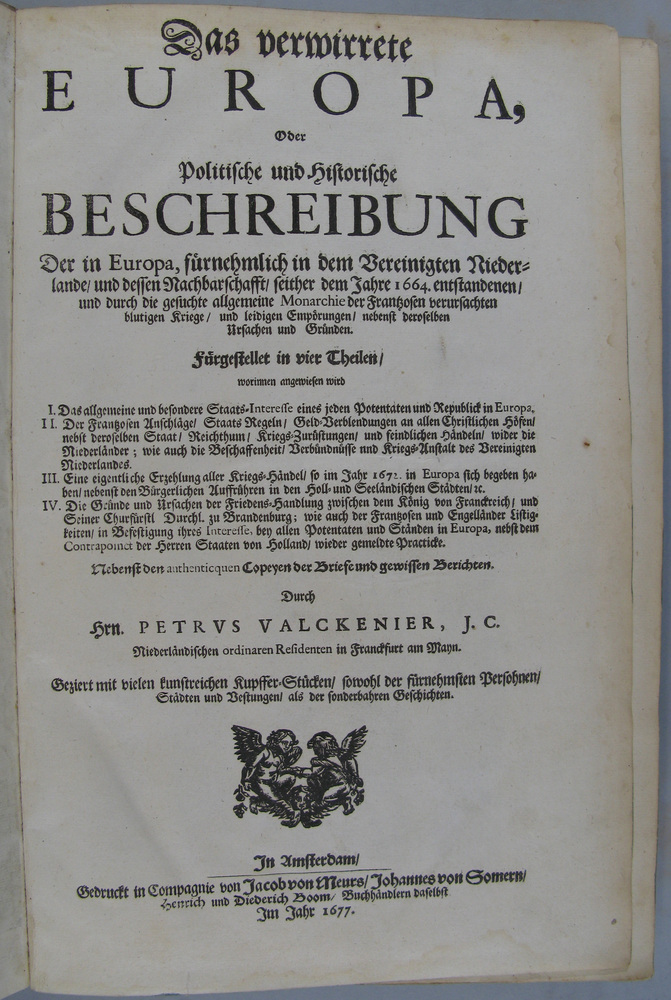 Das verwirrete
EUROPA,
Oder
Politische und Historische
BESCHREIBUNG
Der in Europa, fürnehmlich in dem Vereinigten Nieder-
lande/ und dessen Nachbarschafft/ seither dem Jahre 1664. entstandenen/
und durch die gesuchte allgemeine Monarchie der Frantzosen verursachten
blutigen Kriege/ und leidigen Empörungen/ nebenst deroselben
Ursachen und Gründen.
Fürgestellet in vier Theilen/
worinnen angewiesen wird
I. Das allgemeine und besondere Staats-Interesse eines jeden Potentaten und Republick in Europa.
II. Der Frantzosen Anschläge/ Staats Regeln/ Geld-Verblendungen an allen Christlichen Höfen/
nebst deroselben Staat/ Reichthum/ Kriegs-Zurüstungen/ und feindlichen Händeln/ wider die
Niederländer; wie auch die Beschaffenheit/ Verbündnüsse und Kriegs-Anstalt des Vereinigten
Niederlandes.
III. Eine eigentliche Erzehlung aller Kriegs-Händel/ so im Jahr 1672. in Europa sich begeben ha-
ben/ nebenst den Bürgerlichen Auffrühren in den Holl- und Seeländischen Städten/ ꝛc.
IV. Die Gründe und Ursachen der Friedens-Handlung zwischen dem König von Franckreich/ und
Seiner Churfürstl Durchl. zu Brandenburg; wie auch der Frantzosen und Engelländer Listig-
keiten/ in Befestigung ihres Interesse, bey allen Potentaten und Ständen in Europa, nebst dem
Contrapoinct der Herren Staaten von Holland/ wieder gemeldte Practicke.
Nebenst den authenticquen Copeyen der Briefe und gewissen Berichten.
Durch
Hrn. PETRVS VALCKENIER, J. C.
Niederländischen ordinaren Residenten in Franckfurt am Mayn.
Geziert mit vielen kunstreichen Kupffer-Stücken/ sowohl der fürnehmsten Persohnen/
Städten und Vestungen/ als der sonderbahren Geschichten.
In Amsterdam/
Gedruckt in Compagnie von Jacob von Meurs/ Johannes von Somern/
Henrich und Diederich Boom/ Buchhändlern daselbst
Im Jahr 1677.